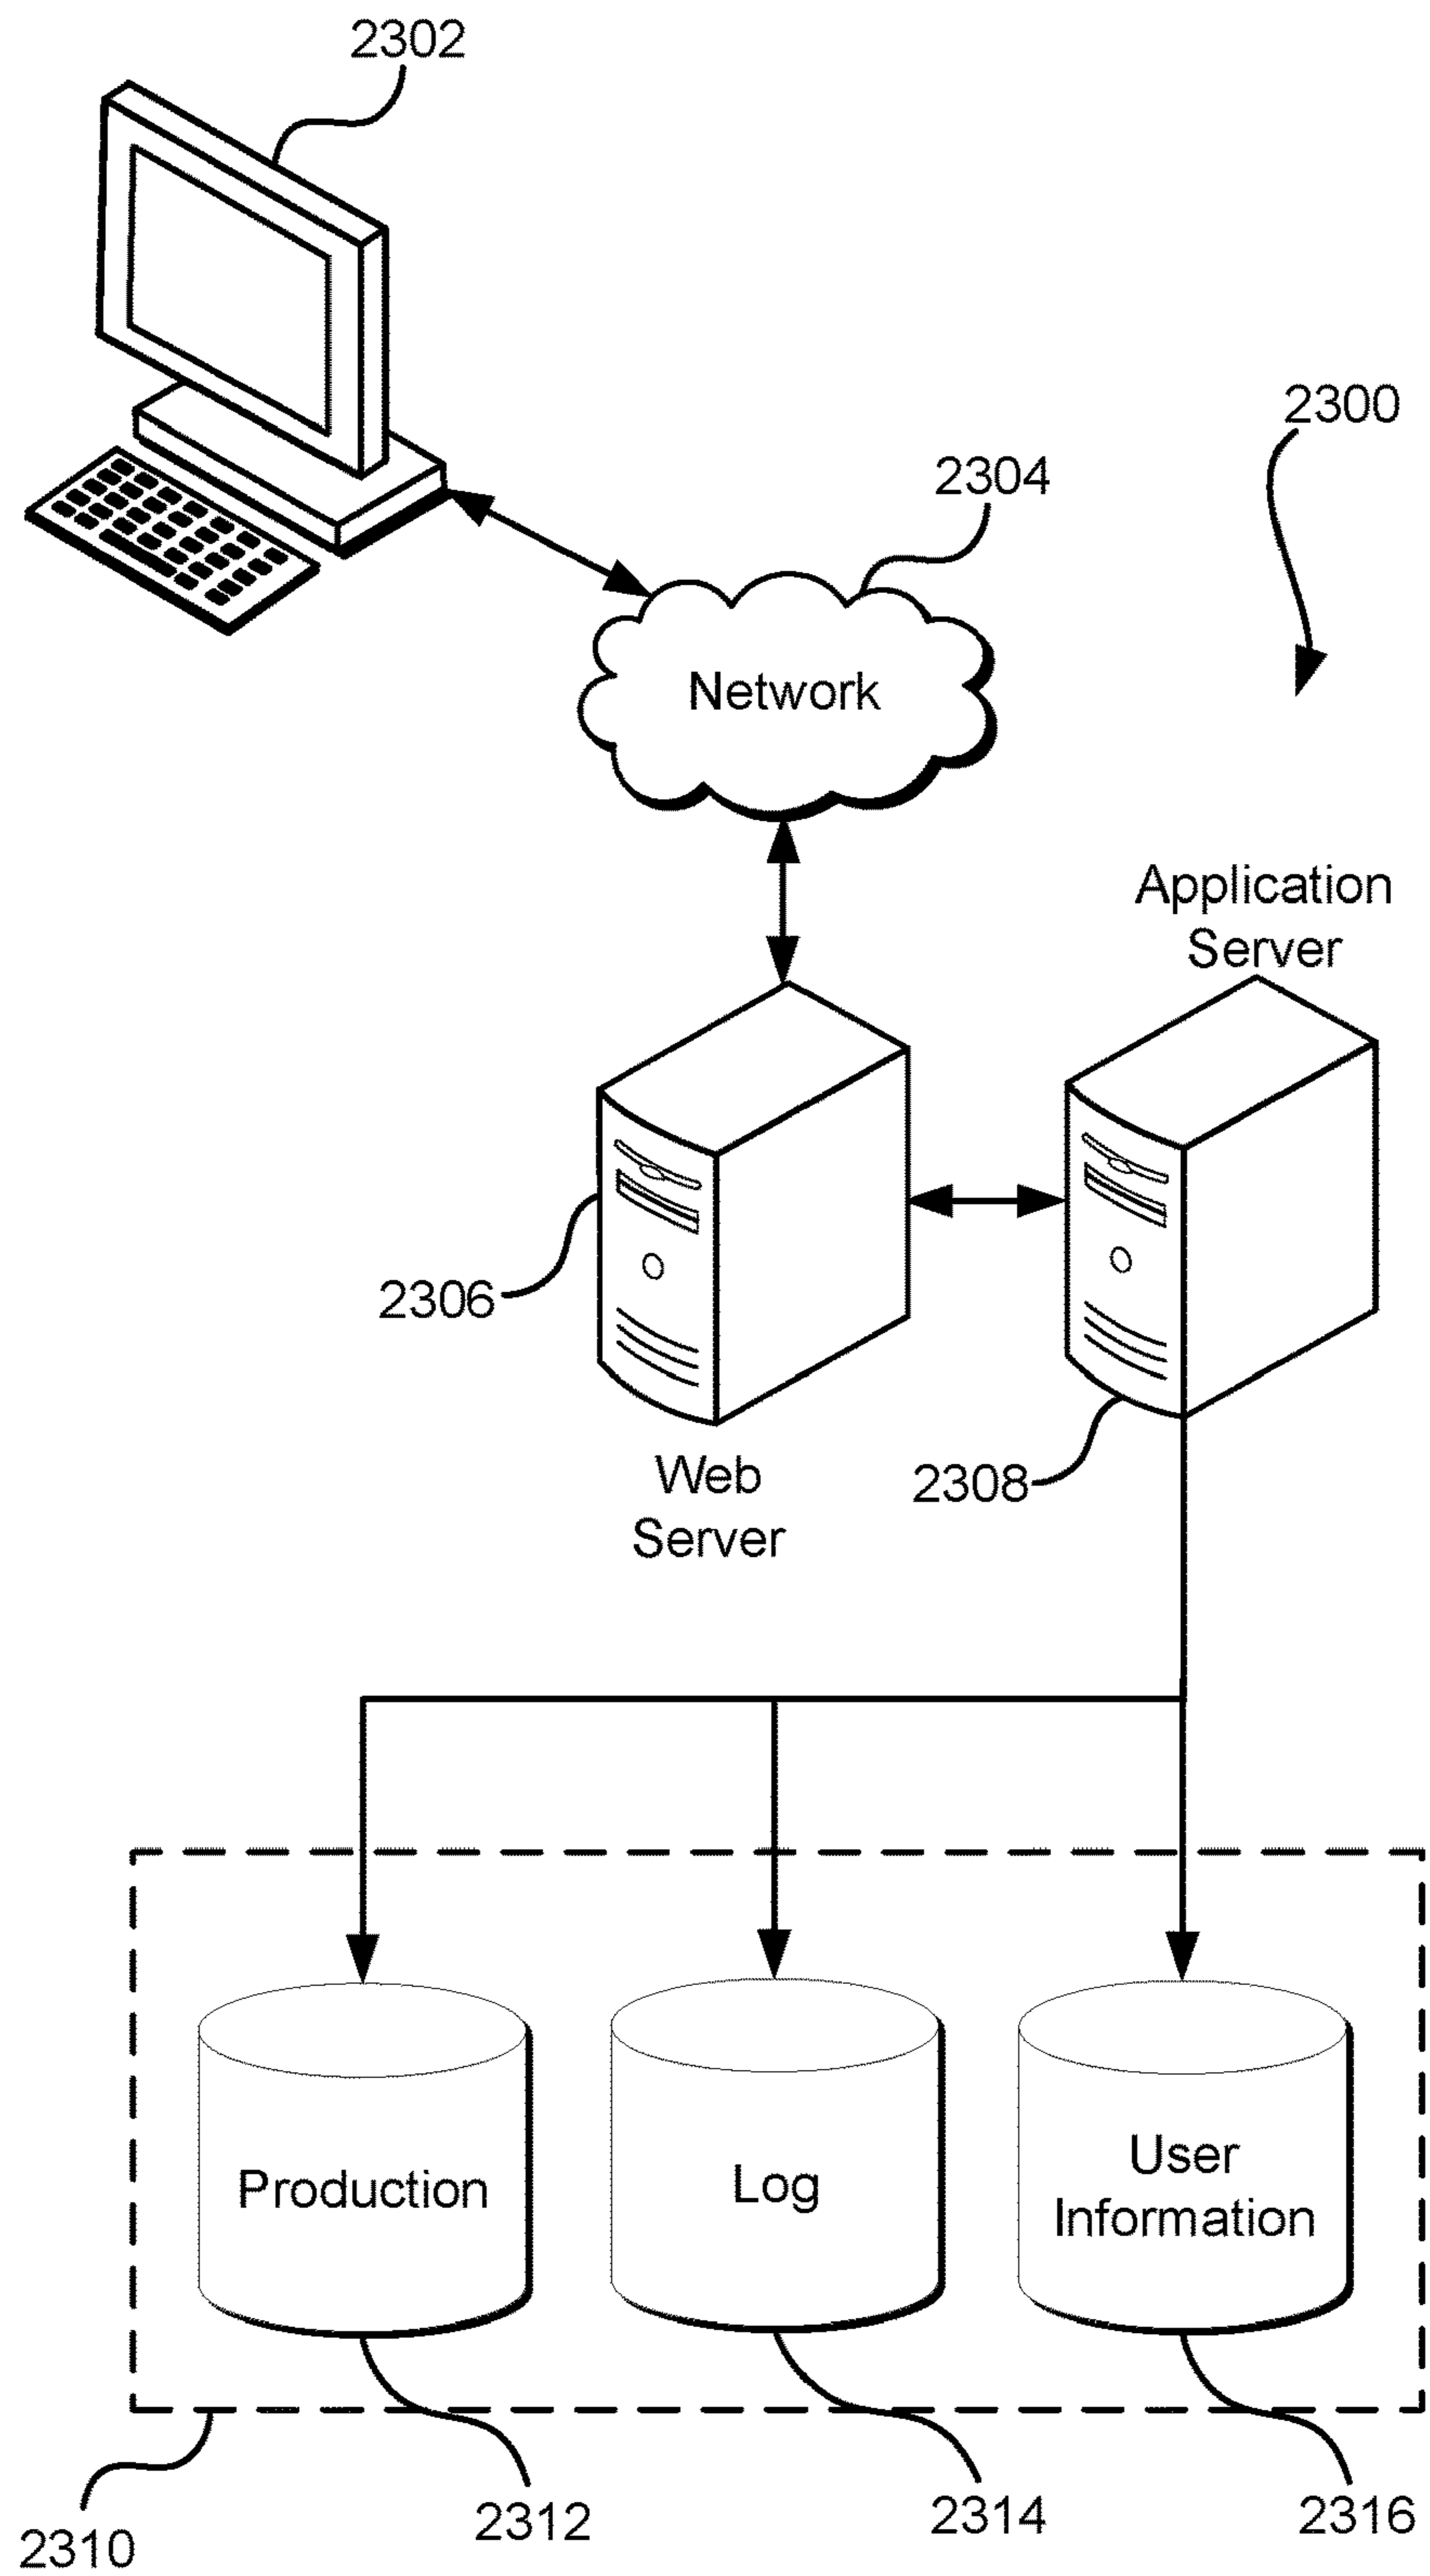 2302
2300
2304
Network
Application
Server
2306
Web
Server
2308
Production
Log
User
Information
2310
2312
2314
2316